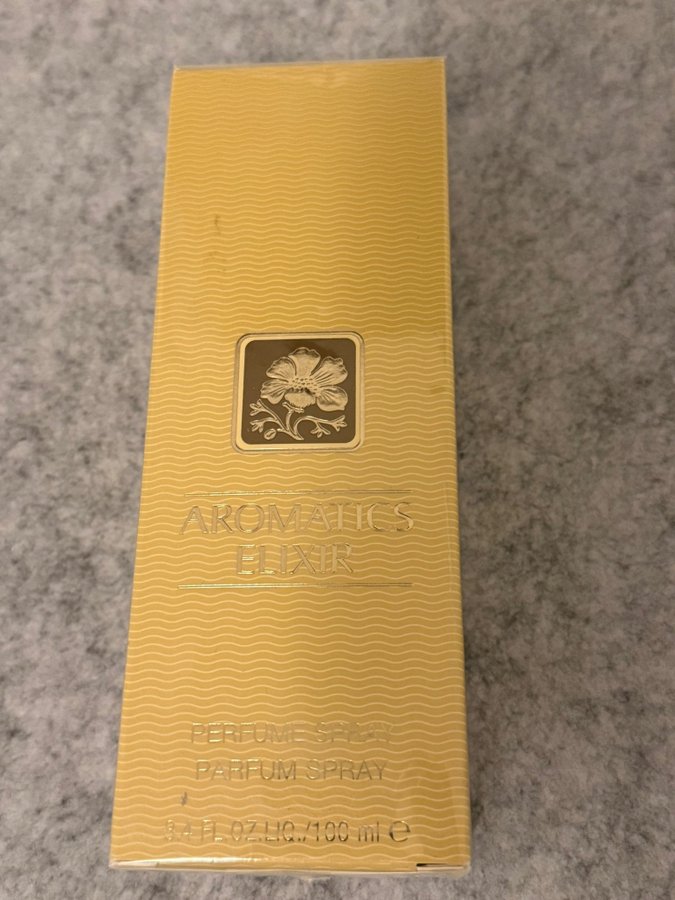 AROMATICS
ELIXIR
PERFUME SPRAY
PARFUM SPRAY
3.4 FL.OZ.LIQ./100 ml ℮